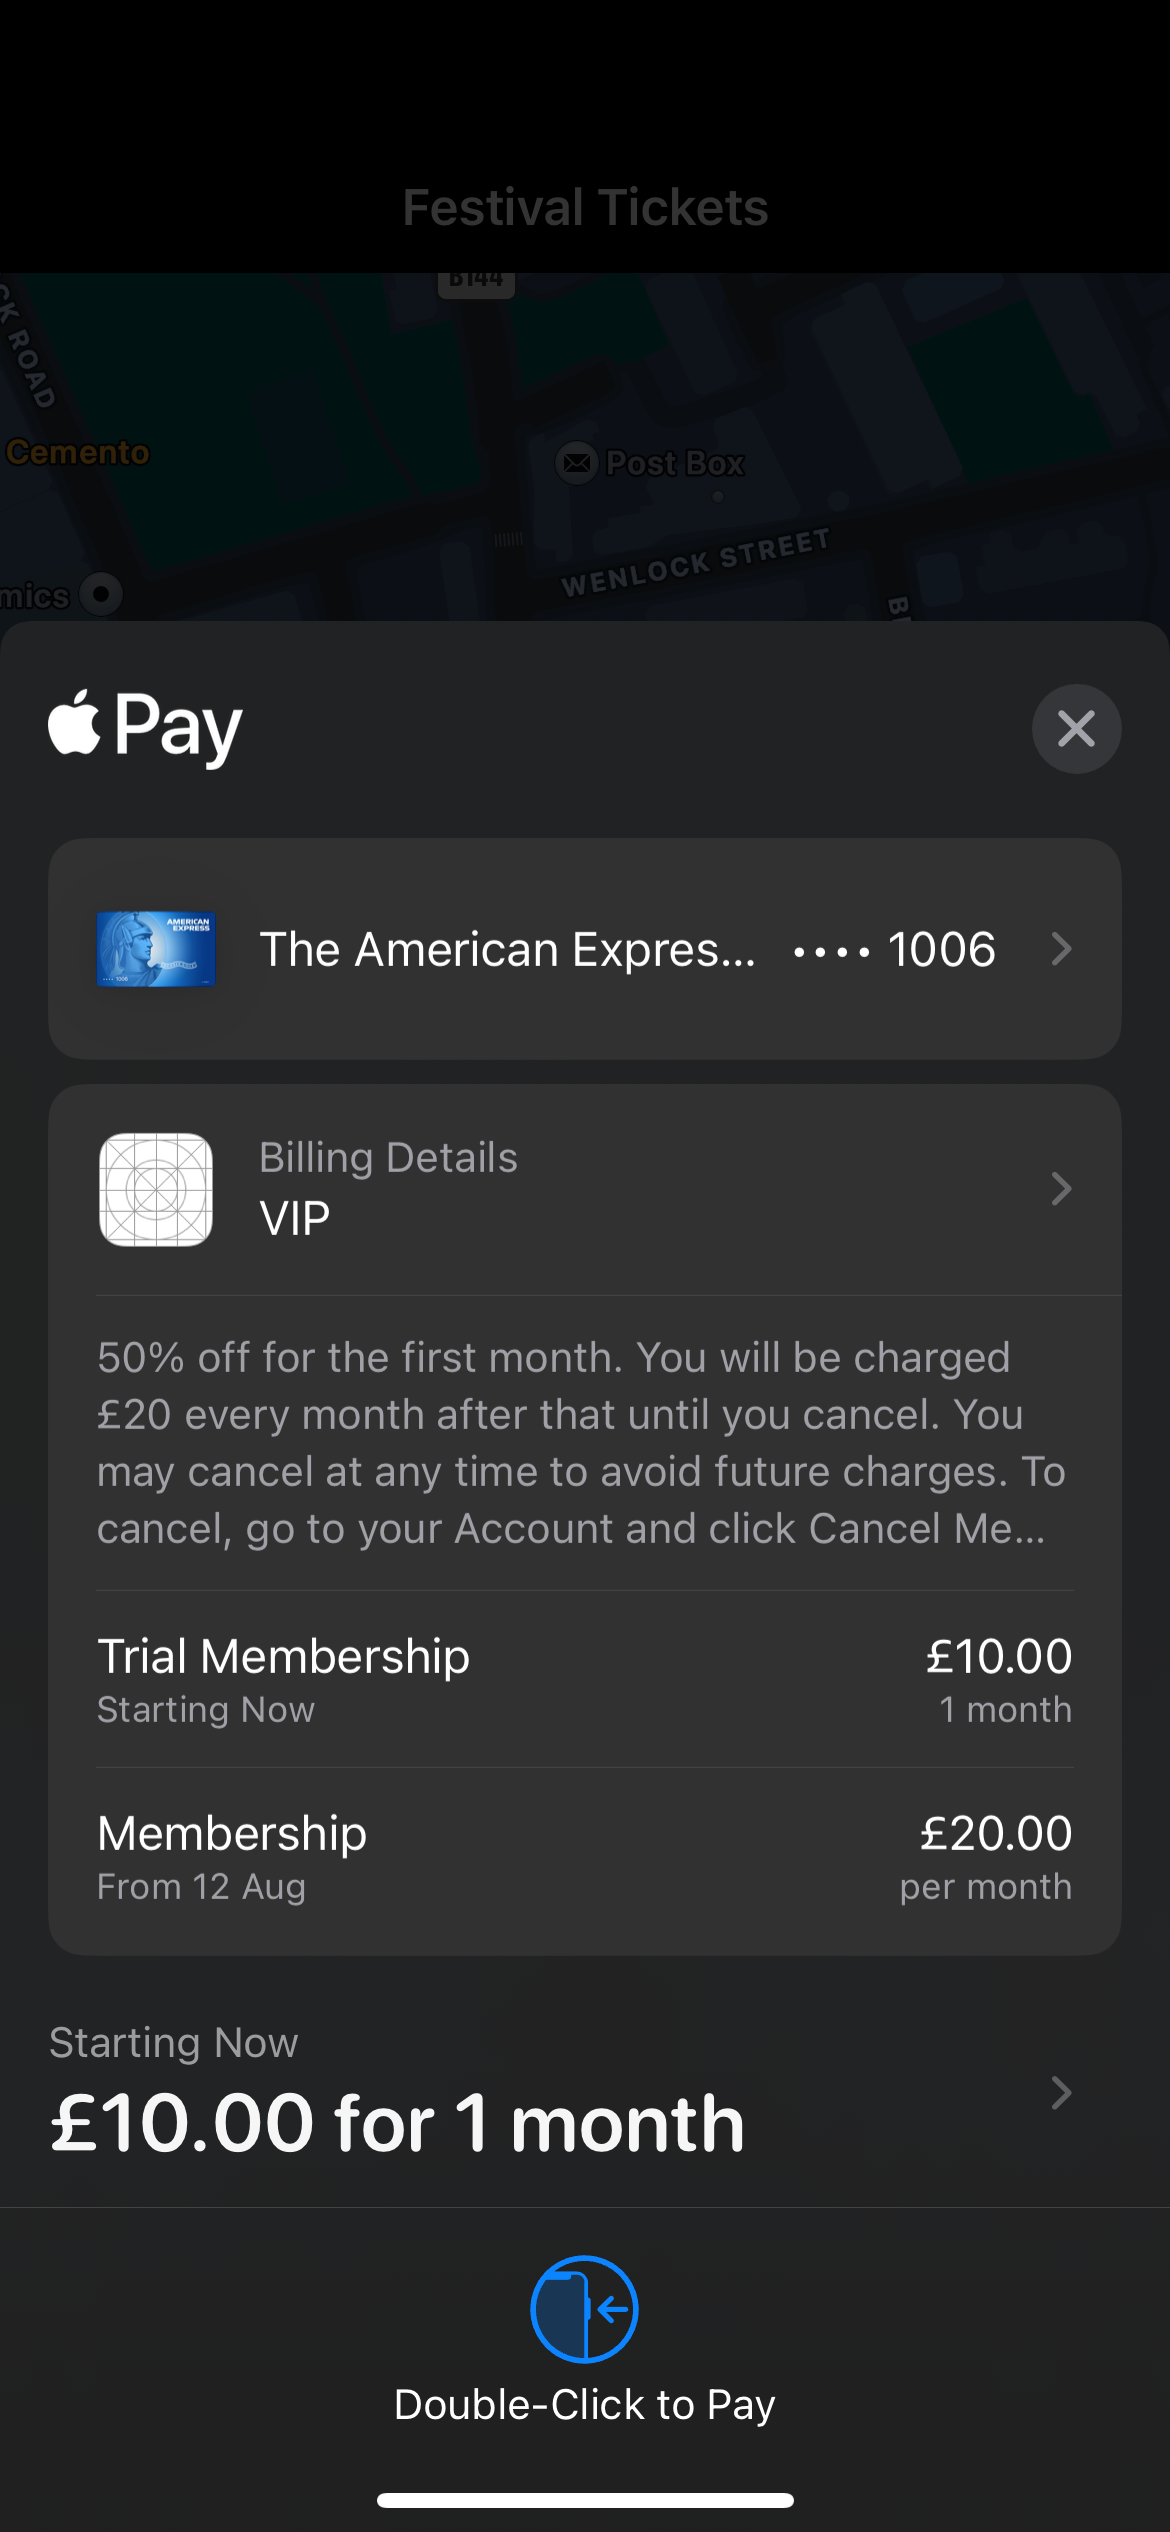 Festival Tickets
B144
CK ROAD
Cemento
Post Box
WENLOCK STREET
mics
Pay
AMERICAN
EXPRESS
The American Expres... •••• 1006
•••• 1006
Billing Details
VIP
50% off for the first month. You will be charged
£20 every month after that until you cancel. You
may cancel at any time to avoid future charges. To
cancel, go to your Account and click Cancel Me...
Trial Membership £10.00
Starting Now 1 month
Membership £20.00
From 12 Aug per month
Starting Now
£10.00 for 1 month
Double-Click to Pay